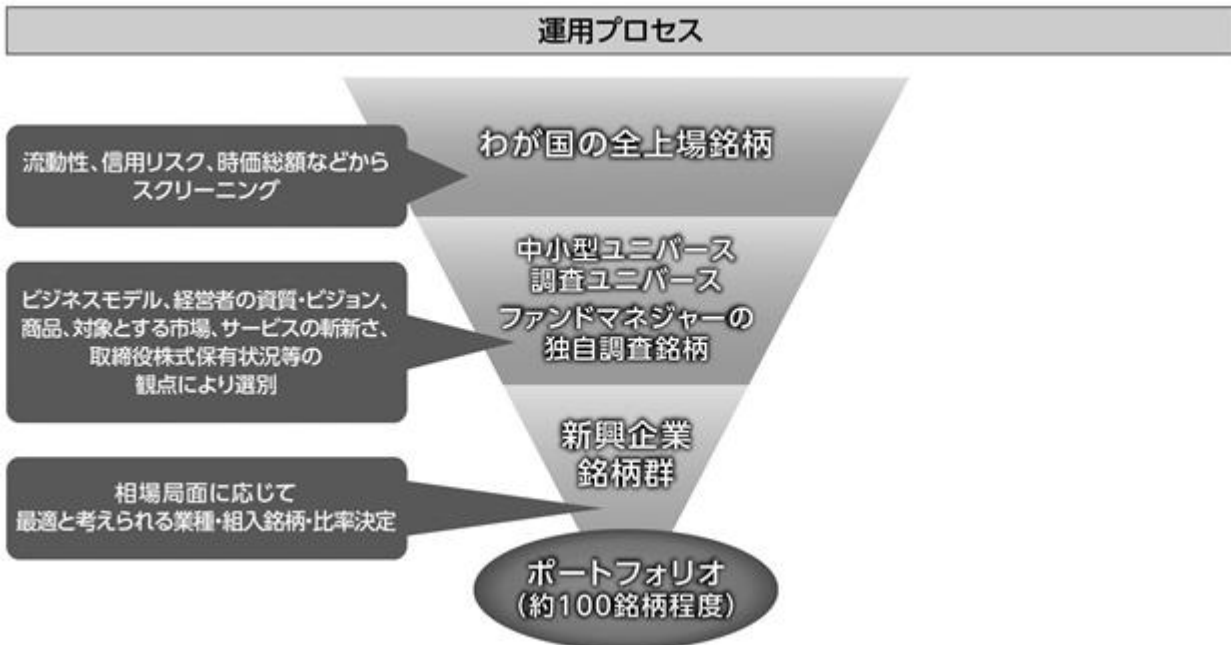 運用プロセス
わが国の全上場銘柄
流動性、信用リスク、時価総額などから
スクリーニング
中小型ユニバース
調査ユニバース
ファンドマネジャーの
独自調査銘柄
ビジネスモデル、経営者の資質・ビジョン、
商品、対象とする市場、サービスの斬新さ、
取締役株式保有状況等の
観点により選別
新興企業
銘柄群
相場局面に応じて
最適と考えられる業種・組入銘柄・比率決定
ポートフォリオ
(約100銘柄程度)